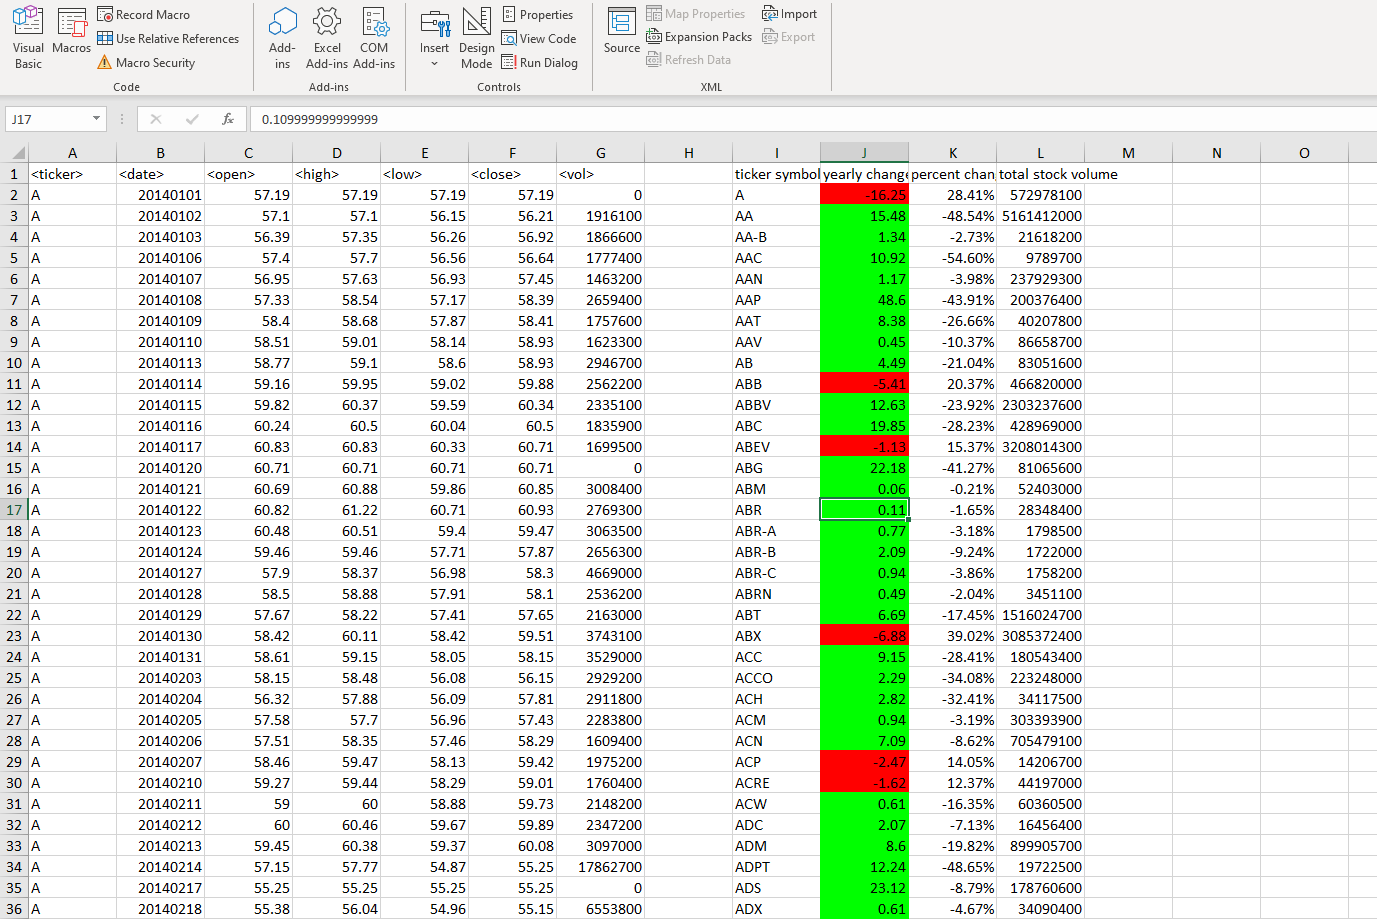 Visual Basic
Macros
Record Macro
Use Relative References
Macro Security
Code
Add-ins
Excel Add-ins
COM Add-ins
Add-ins
Insert
Design Mode
Properties
View Code
Run Dialog
Controls
Source
Map Properties
Expansion Packs
Refresh Data
Import
Export
XML
J17 fx 0.109999999999999
A B C D E F G H I J K L M N O
1 <ticker> <date> <open> <high> <low> <close> <vol> ticker symbol yearly change percent chan total stock volume
2 A 20140101 57.19 57.19 57.19 57.19 0 A -16.25 28.41% 572978100
3 A 20140102 57.1 57.1 56.15 56.21 1916100 AA 15.48 -48.54% 5161412000
4 A 20140103 56.39 57.35 56.26 56.92 1866600 AA-B 1.34 -2.73% 21618200
5 A 20140106 57.4 57.7 56.56 56.64 1777400 AAC 10.92 -54.60% 9789700
6 A 20140107 56.95 57.63 56.93 57.45 1463200 AAN 1.17 -3.98% 237929300
7 A 20140108 57.33 58.54 57.17 58.39 2659400 AAP 48.6 -43.91% 200376400
8 A 20140109 58.4 58.68 57.87 58.41 1757600 AAT 8.38 -26.66% 40207800
9 A 20140110 58.51 59.01 58.14 58.93 1623300 AAV 0.45 -10.37% 86658700
10 A 20140113 58.77 59.1 58.6 58.93 2946700 AB 4.49 -21.04% 83051600
11 A 20140114 59.16 59.95 59.02 59.88 2562200 ABB -5.41 20.37% 466820000
12 A 20140115 59.82 60.37 59.59 60.34 2335100 ABBV 12.63 -23.92% 2303237600
13 A 20140116 60.24 60.5 60.04 60.5 1835900 ABC 19.85 -28.23% 428969000
14 A 20140117 60.83 60.83 60.33 60.71 1699500 ABEV -1.13 15.37% 3208014300
15 A 20140120 60.71 60.71 60.71 60.71 0 ABG 22.18 -41.27% 81065600
16 A 20140121 60.69 60.88 59.86 60.85 3008400 ABM 0.06 -0.21% 52403000
17 A 20140122 60.82 61.22 60.71 60.93 2769300 ABR 0.11 -1.65% 28348400
18 A 20140123 60.48 60.51 59.4 59.47 3063500 ABR-A 0.77 -3.18% 1798500
19 A 20140124 59.46 59.46 57.71 57.87 2656300 ABR-B 2.09 -9.24% 1722000
20 A 20140127 57.9 58.37 56.98 58.3 4669000 ABR-C 0.94 -3.86% 1758200
21 A 20140128 58.5 58.88 57.91 58.1 2536200 ABRN 0.49 -2.04% 3451100
22 A 20140129 57.67 58.22 57.41 57.65 2163000 ABT 6.69 -17.45% 1516024700
23 A 20140130 58.42 60.11 58.42 59.51 3743100 ABX -6.88 39.02% 3085372400
24 A 20140131 58.61 59.15 58.05 58.15 3529000 ACC 9.15 -28.41% 180543400
25 A 20140203 58.15 58.48 56.08 56.15 2929200 ACCO 2.29 -34.08% 223248000
26 A 20140204 56.32 57.88 56.09 57.81 2911800 ACH 2.82 -32.41% 34117500
27 A 20140205 57.58 57.7 56.96 57.43 2283800 ACM 0.94 -3.19% 303393900
28 A 20140206 57.51 58.35 57.46 58.29 1609400 ACN 7.09 -8.62% 705479100
29 A 20140207 58.46 59.47 58.13 59.42 1975200 ACP -2.47 14.05% 14206700
30 A 20140210 59.27 59.44 58.29 59.01 1760400 ACRE -1.62 12.37% 44197000
31 A 20140211 59 60 58.88 59.73 2148200 ACW 0.61 -16.35% 60360500
32 A 20140212 60 60.46 59.67 59.89 2347200 ADC 2.07 -7.13% 16456400
33 A 20140213 59.45 60.38 59.37 60.08 3097000 ADM 8.6 -19.82% 899905700
34 A 20140214 57.15 57.77 54.87 55.25 17862700 ADPT 12.24 -48.65% 19722500
35 A 20140217 55.25 55.25 55.25 55.25 0 ADS 23.12 -8.79% 178760600
36 A 20140218 55.38 56.04 54.96 55.15 6553800 ADX 0.61 -4.67% 34090400